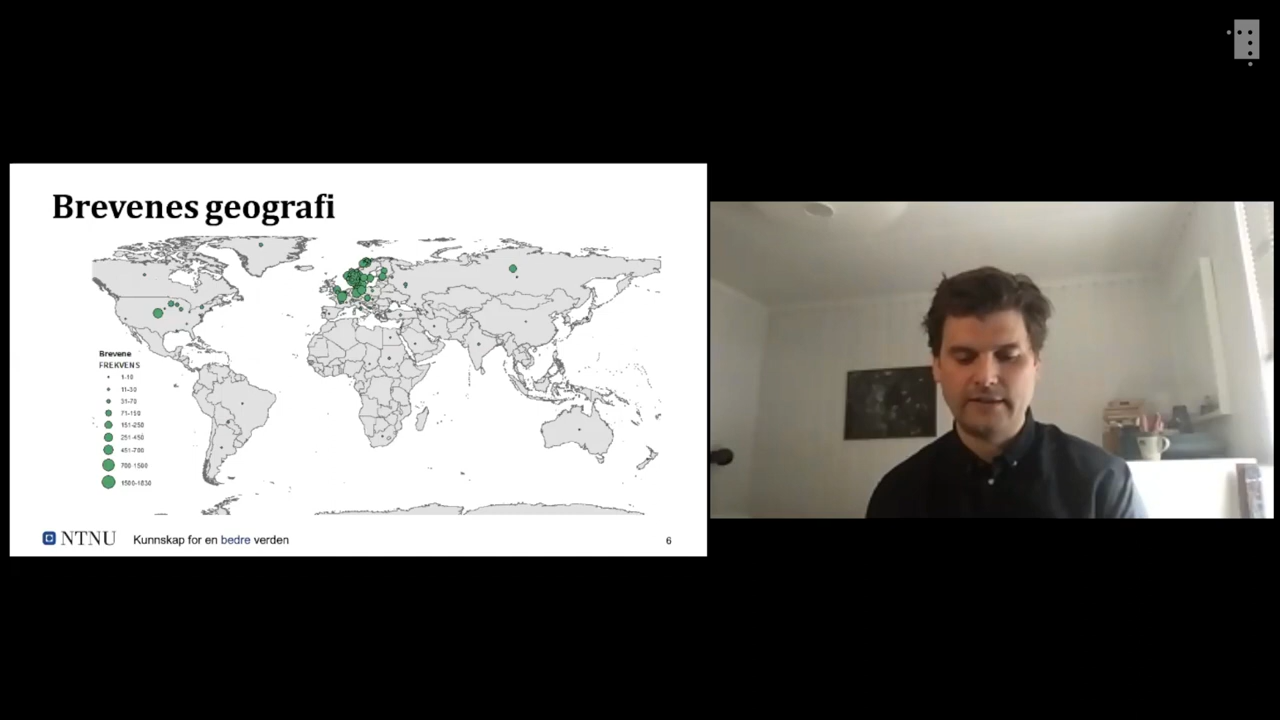 Brevenes geografi
Brevene
FREKVENS
1-10
11-30
31-70
71-150
151-250
251-450
451-700
700-1500
1500-1830
NTNU Kunnskap for en bedre verden 6